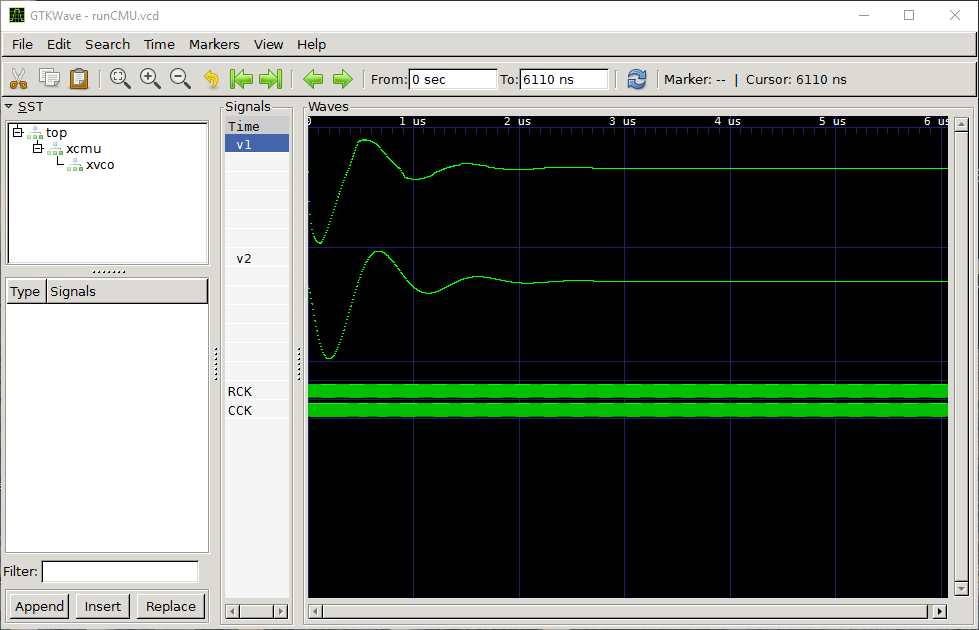 GTKWave - runCMU.vcd
File Edit Search Time Markers View Help
From: 0 sec To: 6110 ns Marker: -- | Cursor: 6110 ns
SST
top
xcmu
xvco
Type Signals
Filter:
Append Insert Replace
Signals
Time
v1
v2
RCK
CCK
Waves
0 1 us 2 us 3 us 4 us 5 us 6 us